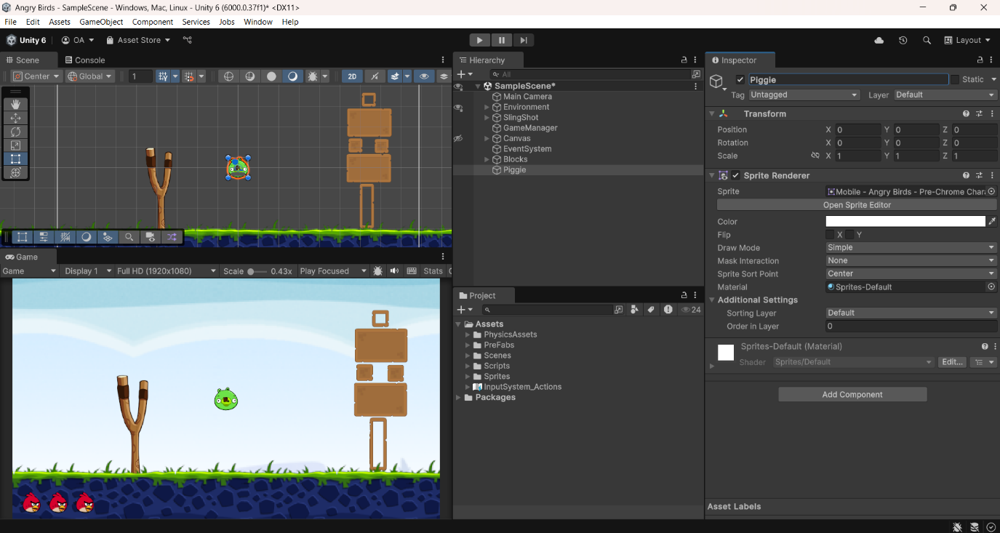 Angry Birds - SampleScene - Windows, Mac, Linux - Unity 6 (6000.0.37f1)* <DX11>
File Edit Assets GameObject Component Services Jobs Window Help
Unity 6 OA Asset Store Layout
Scene Console
Center Global 1 2D
Hierarchy
All
SampleScene*
Main Camera
Environment
SlingShot
GameManager
Canvas
EventSystem
Blocks
Piggie
Game
Game Display 1 Full HD (1920x1080) Scale 0.43x Play Focused Stats
Project
24
Assets
PhysicsAssets
PreFabs
Scenes
Scripts
Sprites
InputSystem_Actions
Packages
Inspector
Piggie Static
Tag Untagged Layer Default
Transform
Position X 0 Y 0 Z 0
Rotation X 0 Y 0 Z 0
Scale X 1 Y 1 Z 1
Sprite Renderer
Sprite Mobile - Angry Birds - Pre-Chrome Char
Open Sprite Editor
Color
Flip X Y
Draw Mode Simple
Mask Interaction None
Sprite Sort Point Center
Material Sprites-Default
Additional Settings
Sorting Layer Default
Order in Layer 0
Sprites-Default (Material)
Shader Sprites/Default Edit...
Add Component
Asset Labels